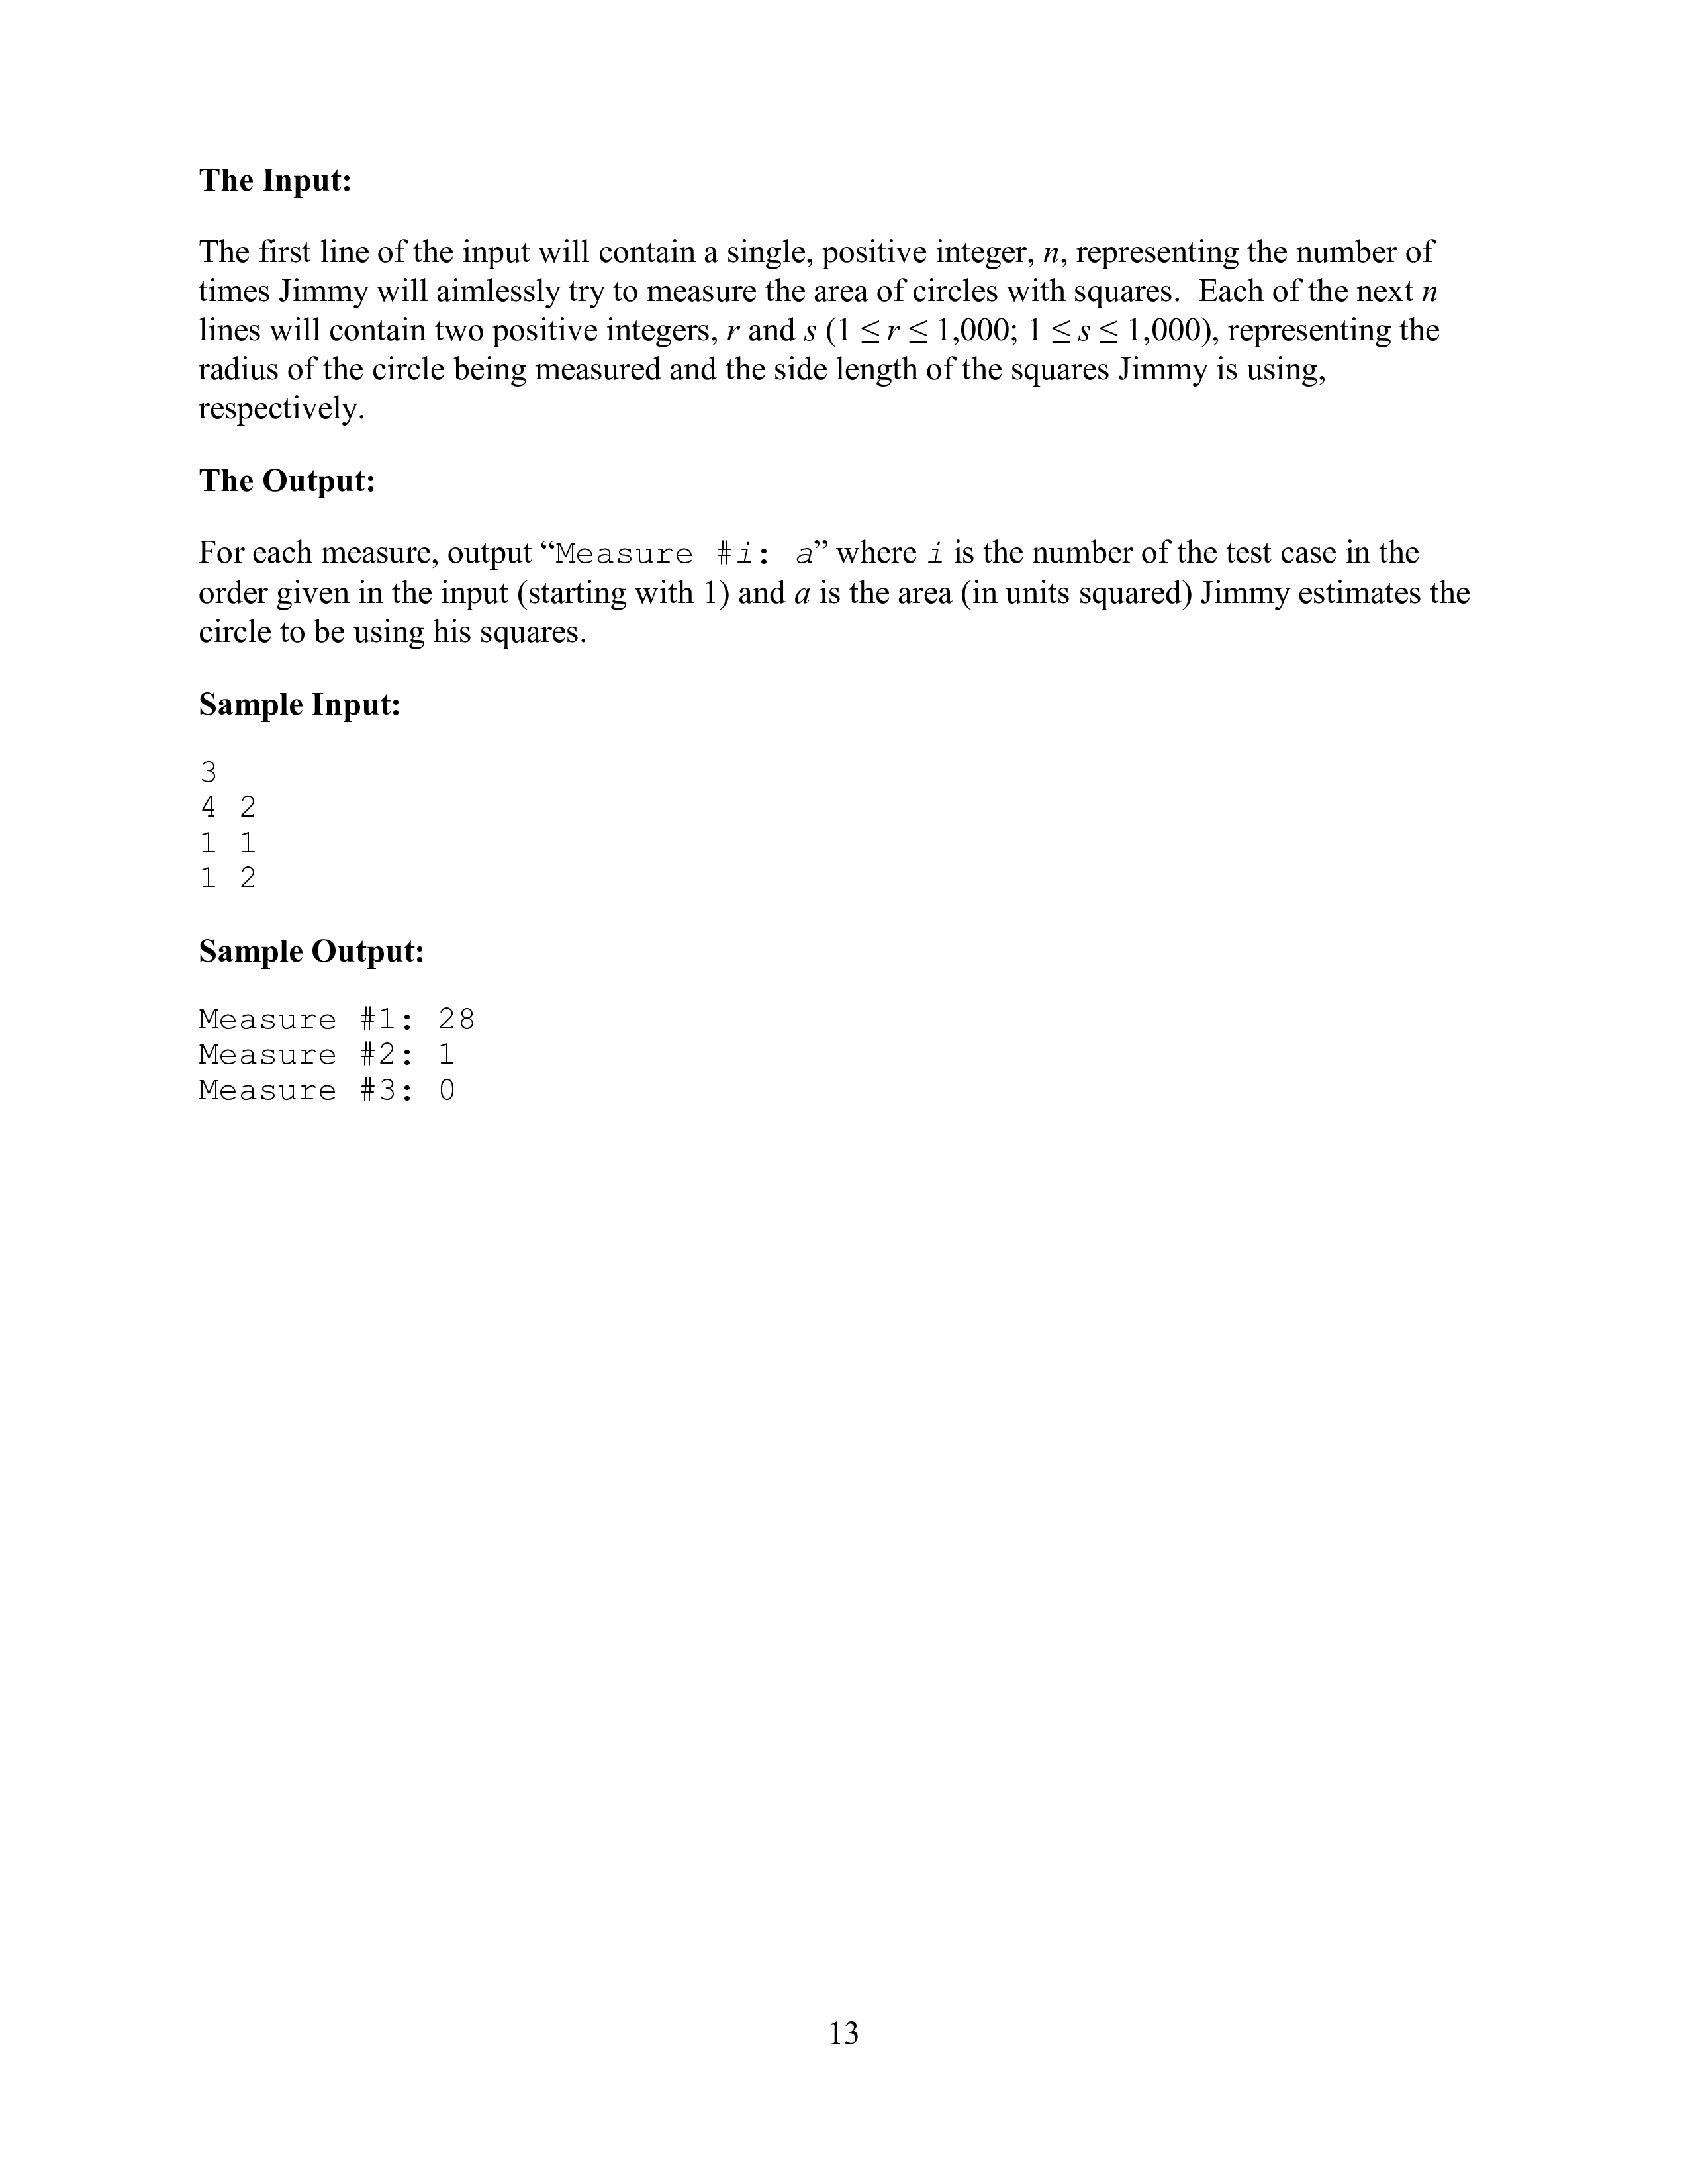 The Input:
The first line of the input will contain a single, positive integer, n, representing the number of
times Jimmy will aimlessly try to measure the area of circles with squares.  Each of the next n
lines will contain two positive integers, r and s (1 ≤ r ≤ 1,000; 1 ≤ s ≤ 1,000), representing the
radius of the circle being measured and the side length of the squares Jimmy is using,
respectively.
The Output:
For each measure, output “Measure #i: a” where i is the number of the test case in the
order given in the input (starting with 1) and a is the area (in units squared) Jimmy estimates the
circle to be using his squares.
Sample Input:
3
4 2
1 1
1 2
Sample Output:
Measure #1: 28
Measure #2: 1
Measure #3: 0
13